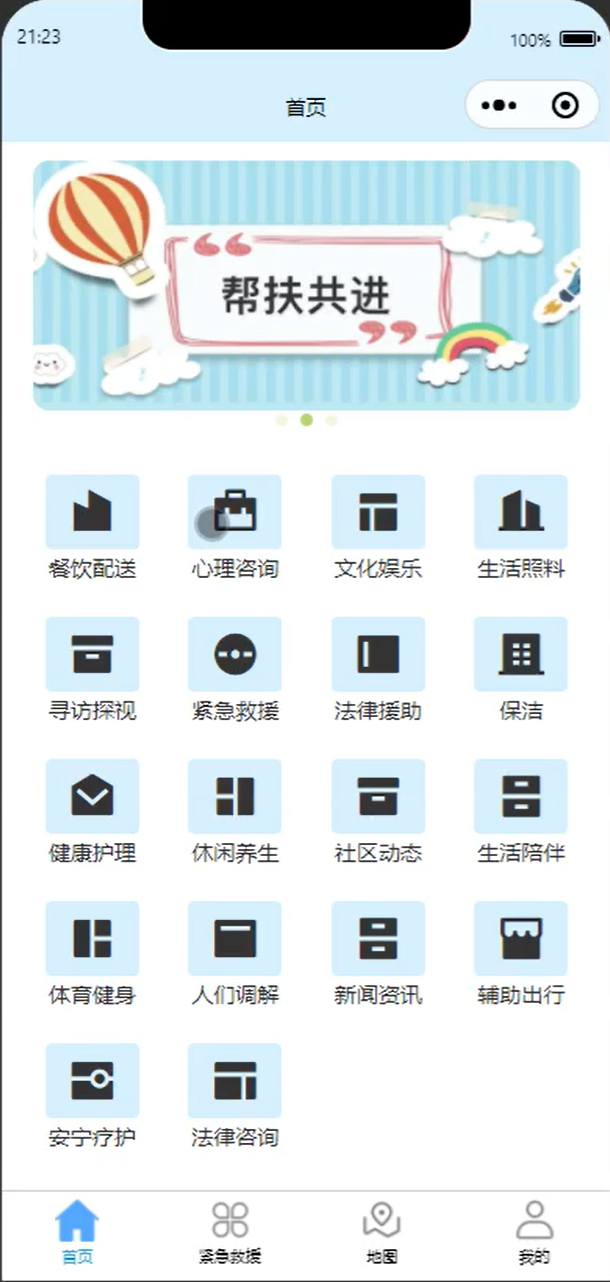 21:23
100%
首页
帮扶共进
餐饮配送 心理咨询 文化娱乐 生活照料
寻访探视 紧急救援 法律援助 保洁
健康护理 休闲养生 社区动态 生活陪伴
体育健身 人们调解 新闻资讯 辅助出行
安宁疗护 法律咨询
首页 紧急救援 地图 我的